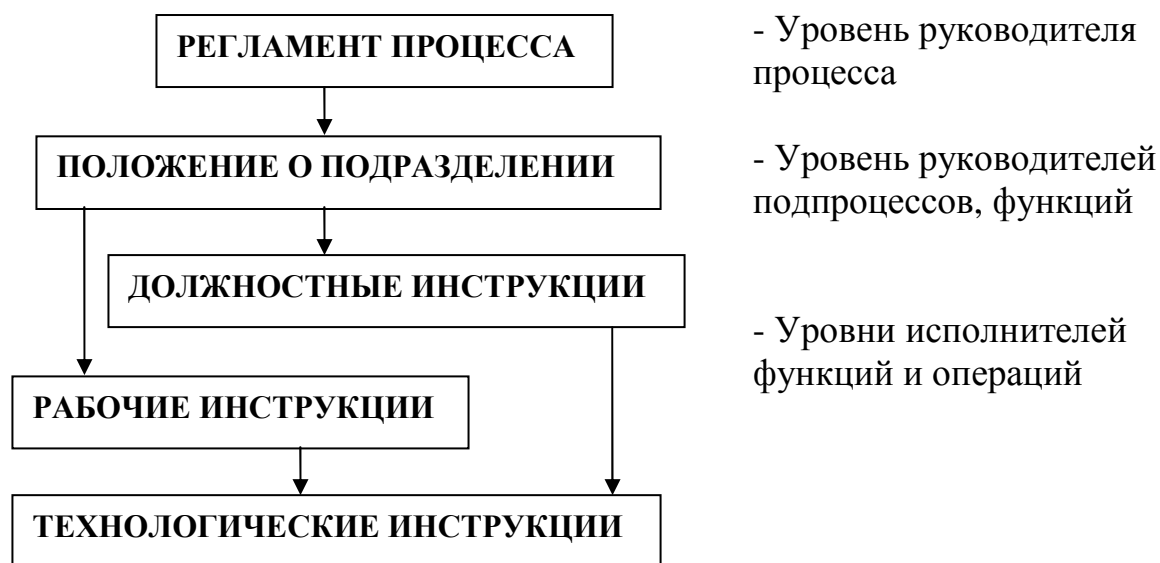 РЕГЛАМЕНТ ПРОЦЕССА
- Уровень руководителя
процесса
ПОЛОЖЕНИЕ О ПОДРАЗДЕЛЕНИИ
- Уровень руководителей
подпроцессов, функций
ДОЛЖНОСТНЫЕ ИНСТРУКЦИИ
- Уровни исполнителей
функций и операций
РАБОЧИЕ ИНСТРУКЦИИ
ТЕХНОЛОГИЧЕСКИЕ ИНСТРУКЦИИ